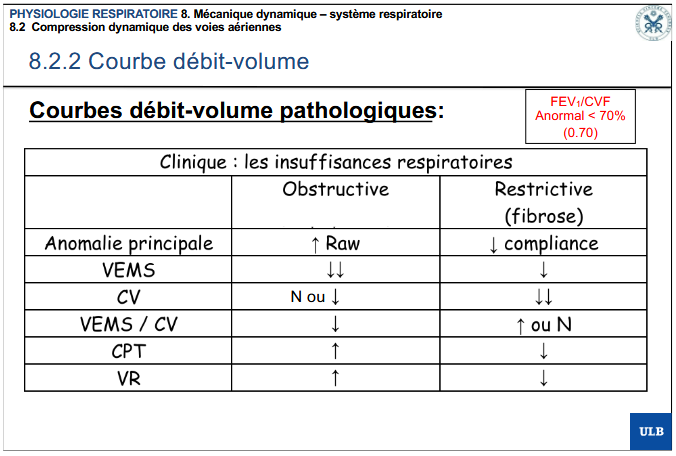 PHYSIOLOGIE RESPIRATOIRE 8. Mécanique dynamique – système respiratoire
8.2 Compression dynamique des voies aériennes
8.2.2 Courbe débit-volume
Courbes débit-volume pathologiques:
FEV1/CVF
Anormal < 70%
(0.70)
Clinique : les insuffisances respiratoires
Obstructive Restrictive
(fibrose)
Anomalie principale ↑ Raw ↓ compliance
VEMS ↓↓ ↓
CV N ou ↓ ↓↓
VEMS / CV ↓ ↑ ou N
CPT ↑ ↓
VR ↑ ↓
ULB